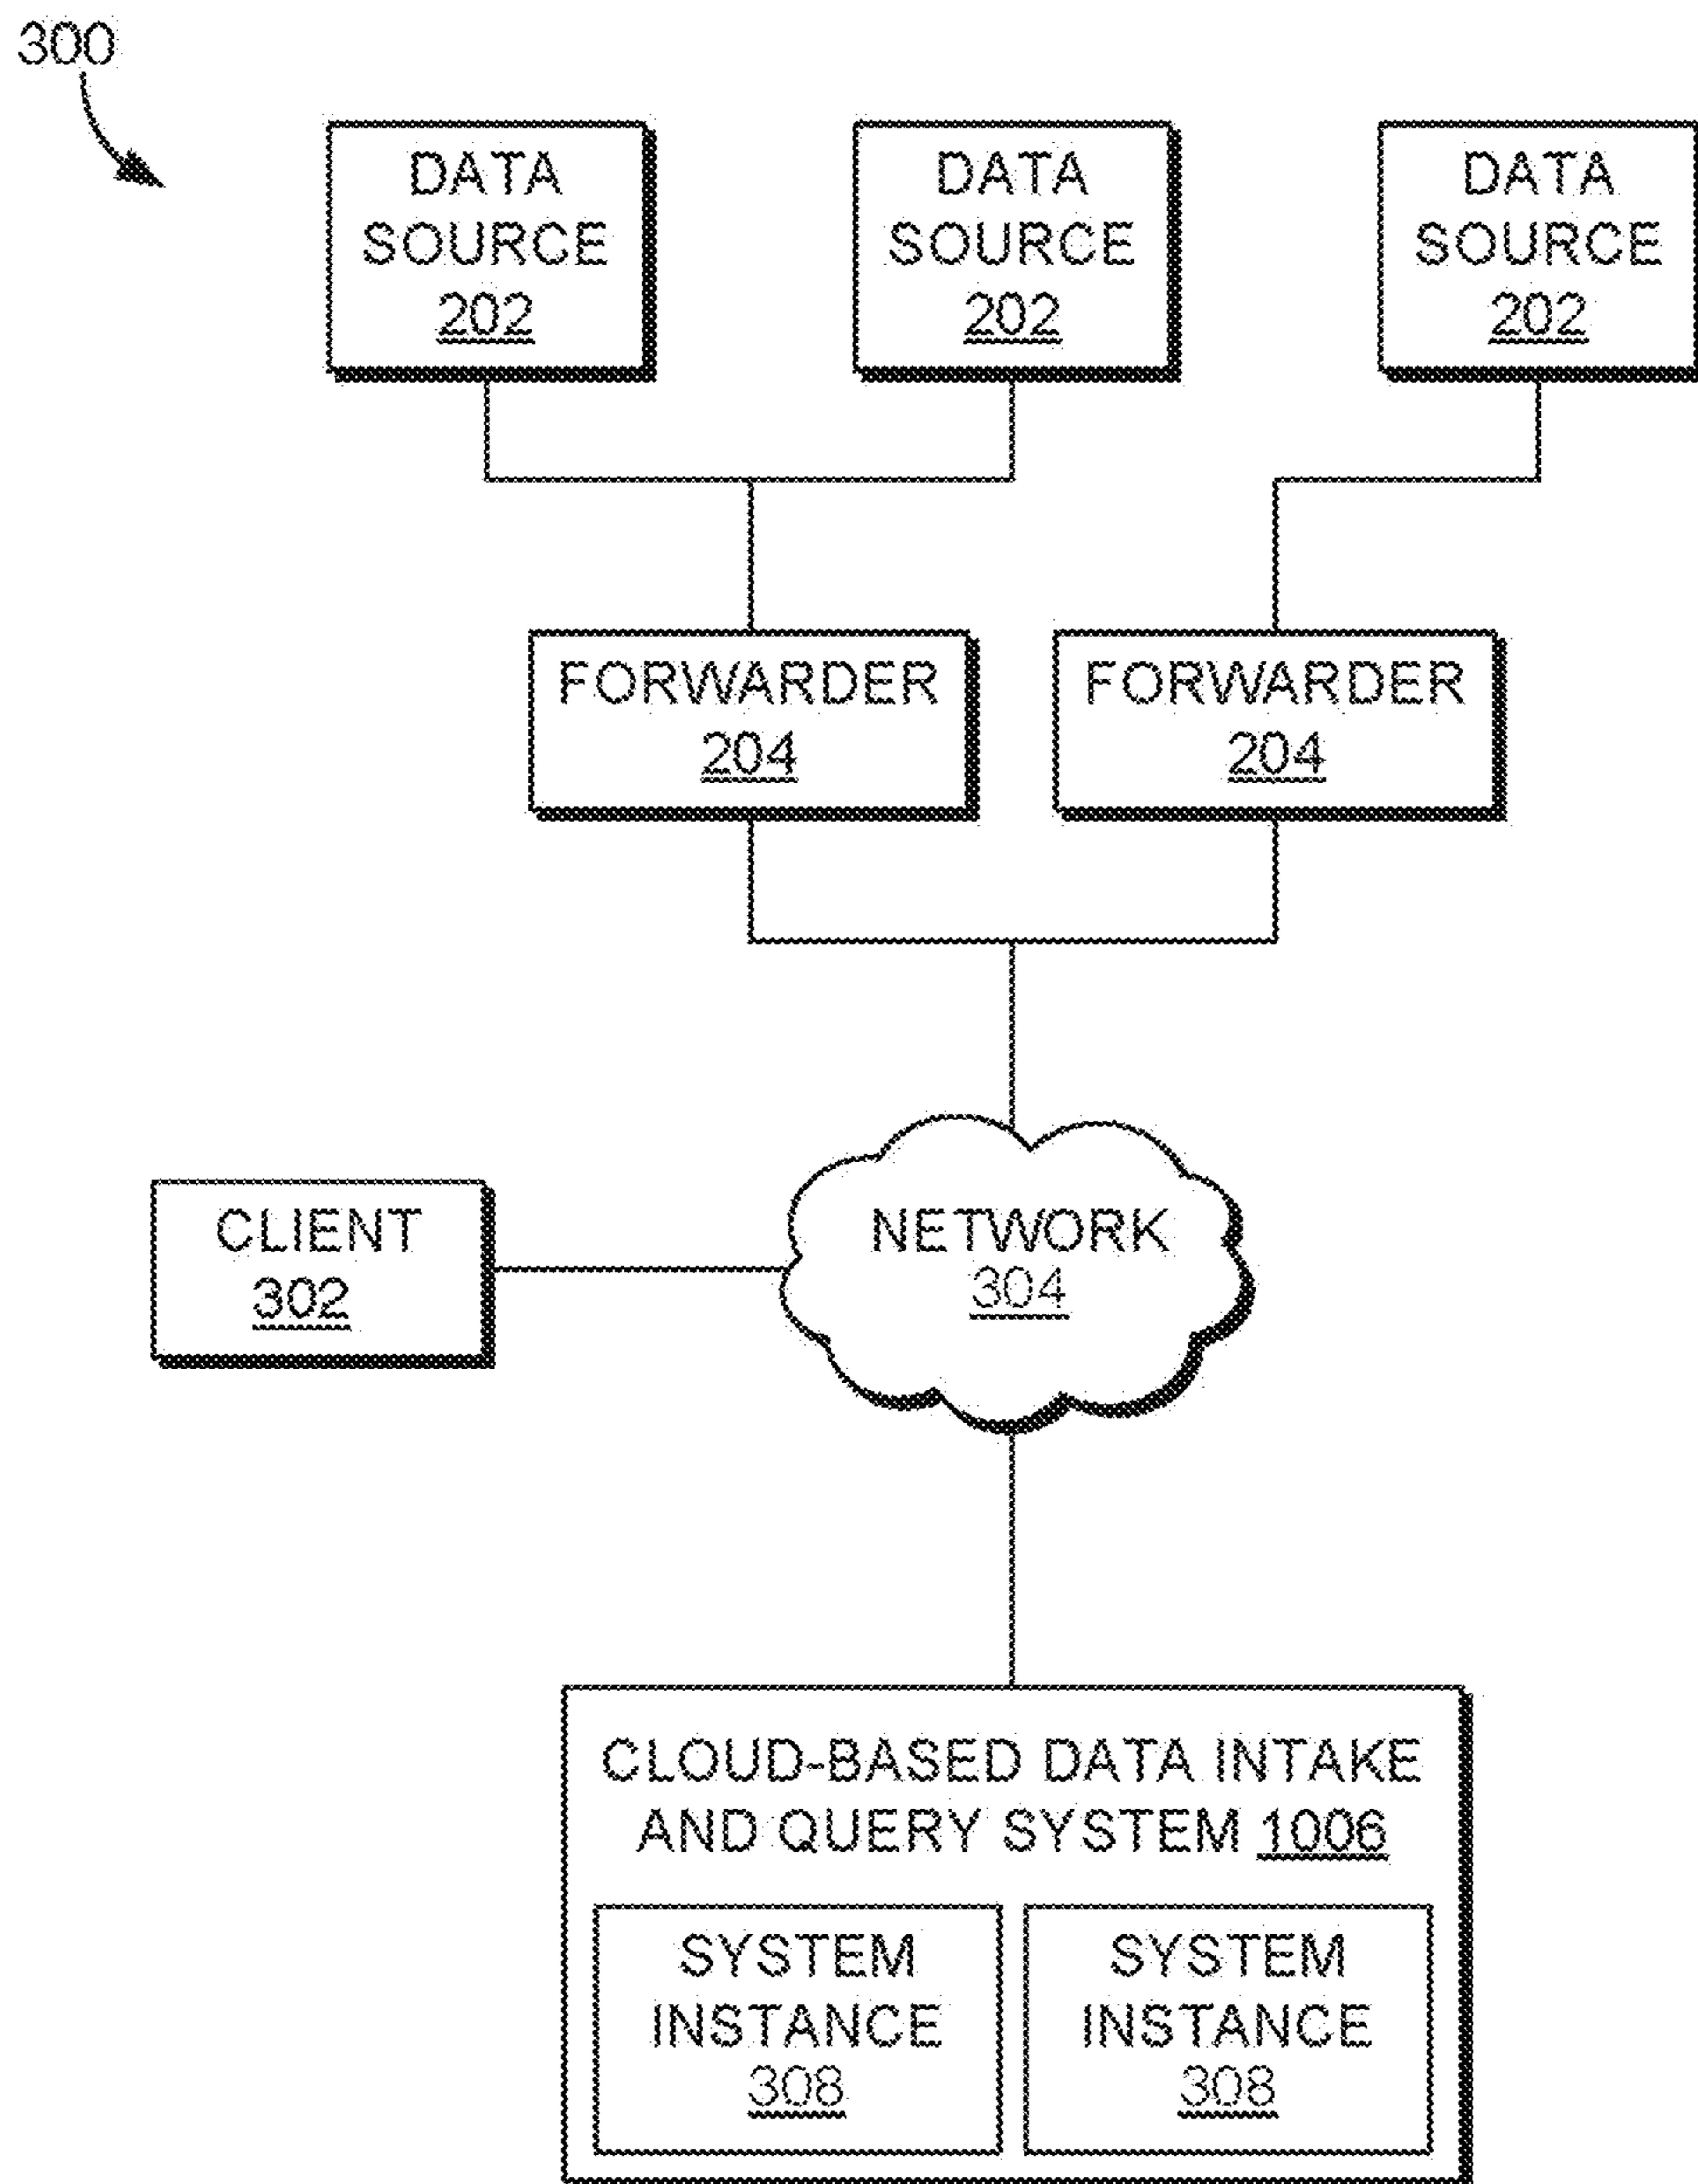 300
DATA
SOURCE
202
DATA
SOURCE
202
DATA
SOURCE
202
FORWARDER
204
FORWARDER
204
CLIENT
302
NETWORK
304
CLOUD-BASED DATA INTAKE
AND QUERY SYSTEM 1006
SYSTEM
INSTANCE
308
SYSTEM
INSTANCE
308